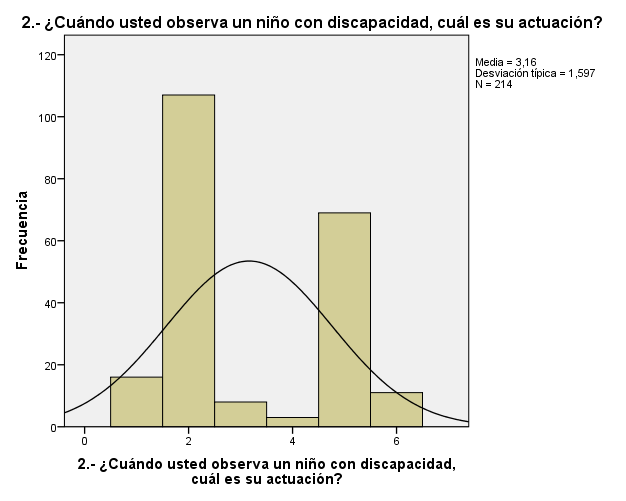 2.- ¿Cuándo usted observa un niño con discapacidad, cuál es su actuación?
Media = 3,16
Desviación típica = 1,597
N = 214
Frecuencia
120
100
80
60
40
20
0
0 2 4 6
2.- ¿Cuándo usted observa un niño con discapacidad,
cuál es su actuación?